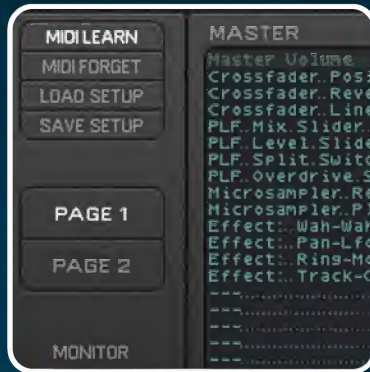 MIDI LEARN
MIDI FORGET
LOAD SETUP
SAVE SETUP
PAGE 1
PAGE 2
MONITOR
MASTER
Master Volume
Crossfader..Posi
Crossfader..Reve
Crossfader..Line
PLF..Mix.Slider..
PLF..Level.Slide
PLF..Split.Switc
PLF..Overdrive.S
Microsampler..Re
Microsampler..Pl
Effect:..Wah-Wah
Effect:..Pan-Lfo
Effect:..Ring-Mo
Effect:..Track-C
---
---
---
---